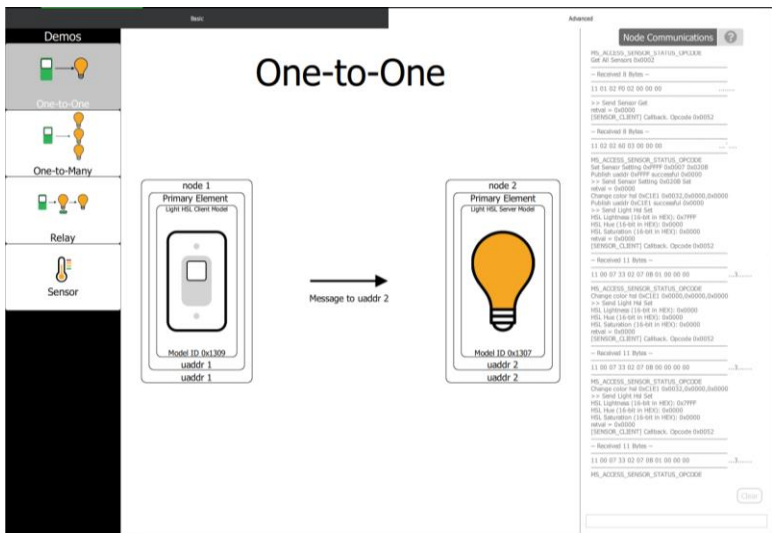 Basic
Advanced
Demos
One-to-One
One-to-Many
Relay
Sensor
One-to-One
node 1
Primary Element
Light HSL Client Model
Model ID 0x1309
uaddr 1
uaddr 1
Message to uaddr 2
node 2
Primary Element
Light HSL Server Model
Model ID 0x1307
uaddr 2
uaddr 2
Node Communications ?
MS_ACCESS_SENSOR_STATUS_OPCODE
Get All Sensors 0x0002
-- Received 8 Bytes --
11 01 02 F0 02 00 00 00
>> Send Sensor Get
retval = 0x0000
[SENSOR_CLIENT] Callback. Opcode 0x0052
-- Received 8 Bytes --
11 02 02 60 03 00 00 00
MS_ACCESS_SENSOR_STATUS_OPCODE
Set Sensor Setting 0xFFFF 0x0007 0x0208
Publish uaddr 0xFFFF successful 0x0000
>> Send Sensor Setting 0x0208 Set
retval = 0x0000
Change color hsl 0xC1E1 0x0032,0x0000,0x0000
Publish uaddr 0xC1E1 successful 0x0000
>> Send Light Hsl Set
HSL Lightness (16-bit in HEX): 0x7FFF
HSL Hue (16-bit in HEX): 0x0000
HSL Saturation (16-bit in HEX): 0x0000
retval = 0x0000
[SENSOR_CLIENT] Callback. Opcode 0x0052
-- Received 11 Bytes --
11 00 07 33 02 07 0B 01 00 00 00 ...3.......
MS_ACCESS_SENSOR_STATUS_OPCODE
Change color hsl 0xC1E1 0x0000,0x0000,0x0000
>> Send Light Hsl Set
HSL Lightness (16-bit in HEX): 0x0000
HSL Hue (16-bit in HEX): 0x0000
HSL Saturation (16-bit in HEX): 0x0000
retval = 0x0000
[SENSOR_CLIENT] Callback. Opcode 0x0052
-- Received 11 Bytes --
11 00 07 33 02 07 0B 00 00 00 00 ...3.......
MS_ACCESS_SENSOR_STATUS_OPCODE
Change color hsl 0xC1E1 0x0032,0x0000,0x0000
>> Send Light Hsl Set
HSL Lightness (16-bit in HEX): 0x7FFF
HSL Hue (16-bit in HEX): 0x0000
HSL Saturation (16-bit in HEX): 0x0000
retval = 0x0000
[SENSOR_CLIENT] Callback. Opcode 0x0052
-- Received 11 Bytes --
11 00 07 33 02 07 0B 01 00 00 00 ...3.......
MS_ACCESS_SENSOR_STATUS_OPCODE
Clear